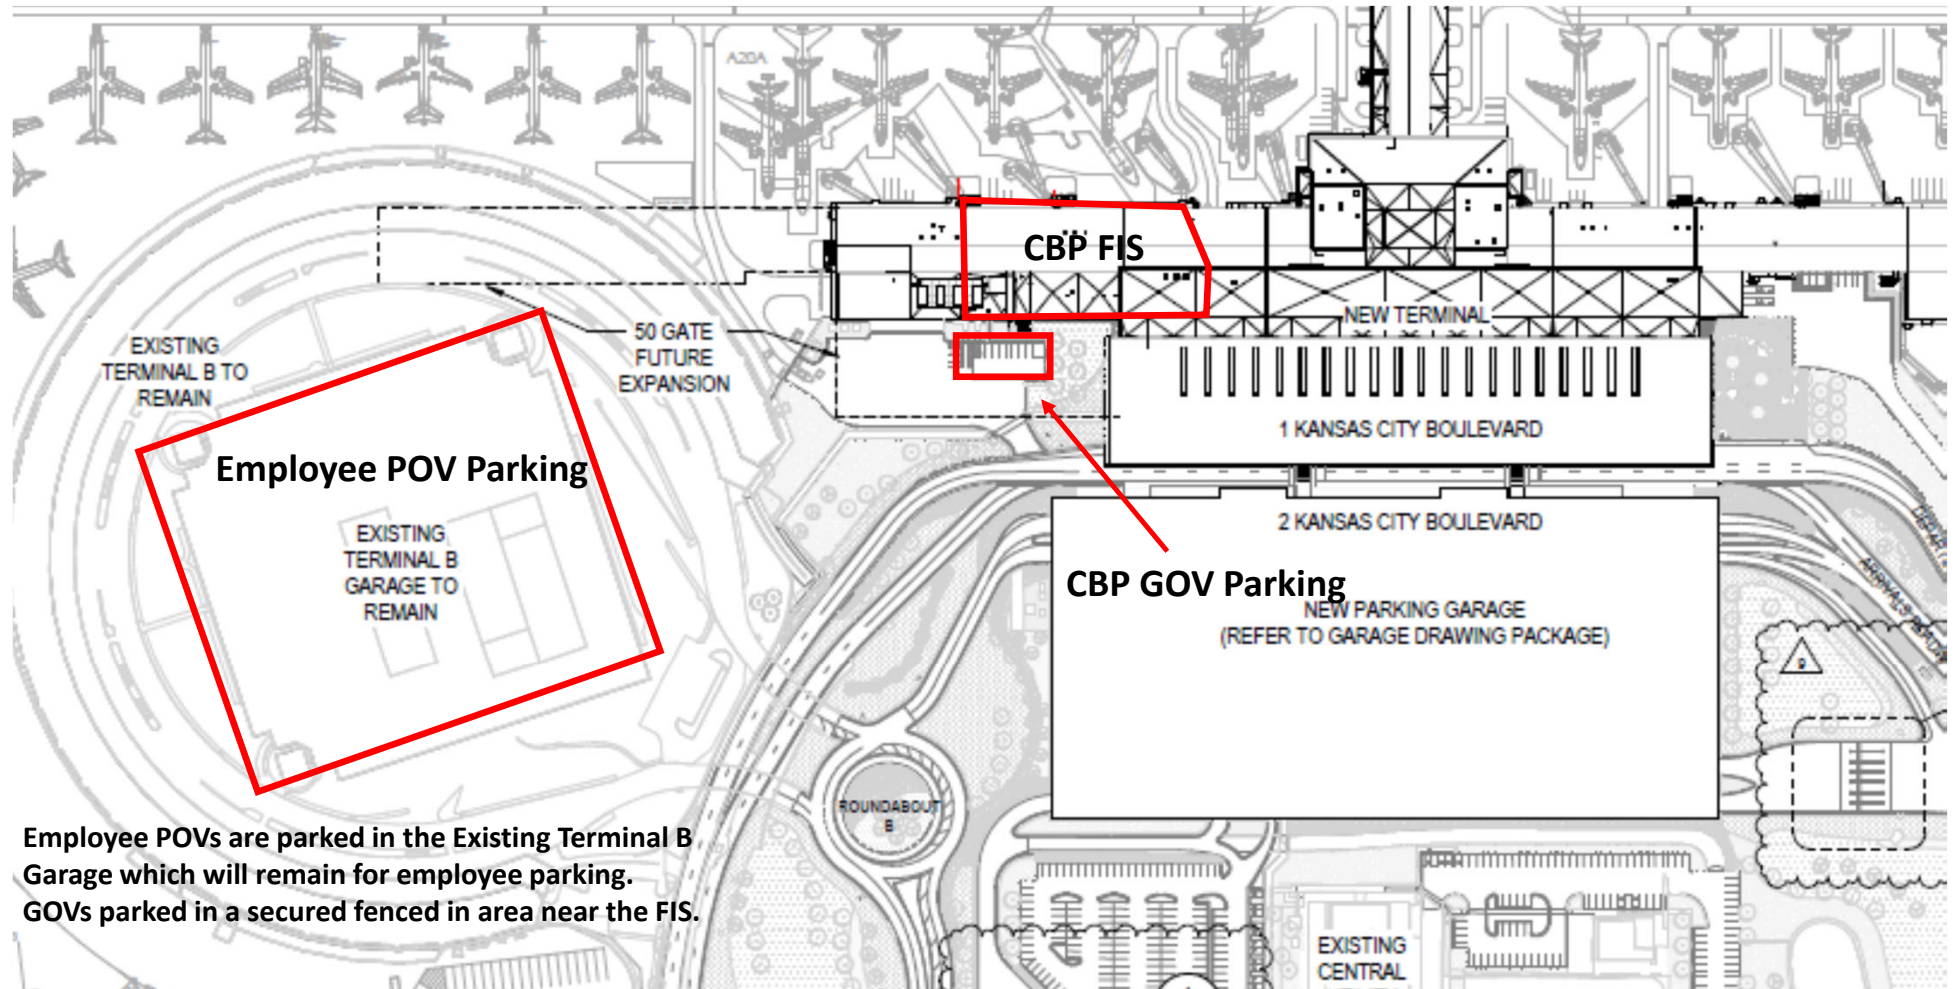 A20A
CBP FIS
NEW TERMINAL
50 GATE
FUTURE
EXPANSION
EXISTING
TERMINAL B TO
REMAIN
1 KANSAS CITY BOULEVARD
Employee POV Parking
EXISTING
TERMINAL B
GARAGE TO
REMAIN
2 KANSAS CITY BOULEVARD
CBP GOV Parking
NEW PARKING GARAGE
(REFER TO GARAGE DRAWING PACKAGE)
9
ROUNDABOUT
B
Employee POVs are parked in the Existing Terminal B
Garage which will remain for employee parking.
GOVs parked in a secured fenced in area near the FIS.
EXISTING
CENTRAL